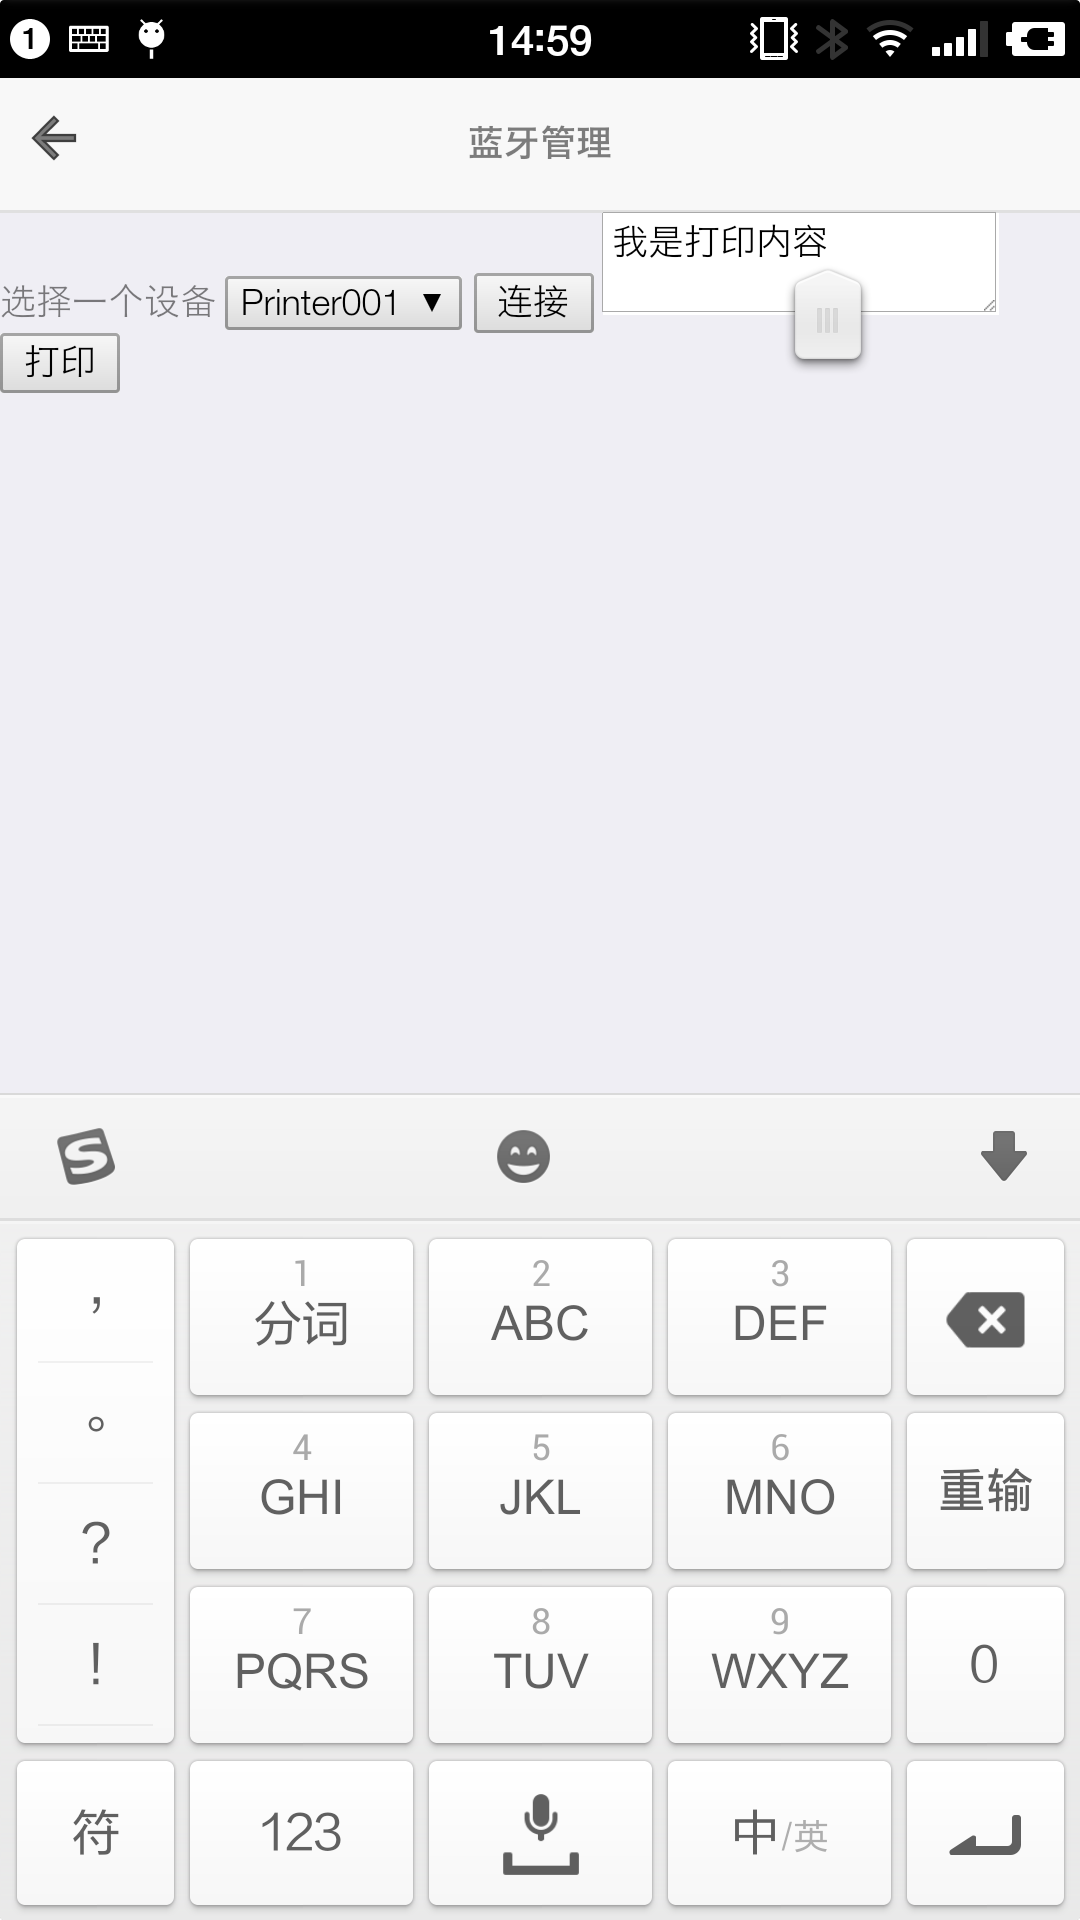 1
14:59
蓝牙管理
我是打印内容
选择一个设备 Printer001 ▼ 连接
打印
, 1 分词 2 ABC 3 DEF
。 4 GHI 5 JKL 6 MNO 重输
?
! 7 PQRS 8 TUV 9 WXYZ 0
符 123 中/英